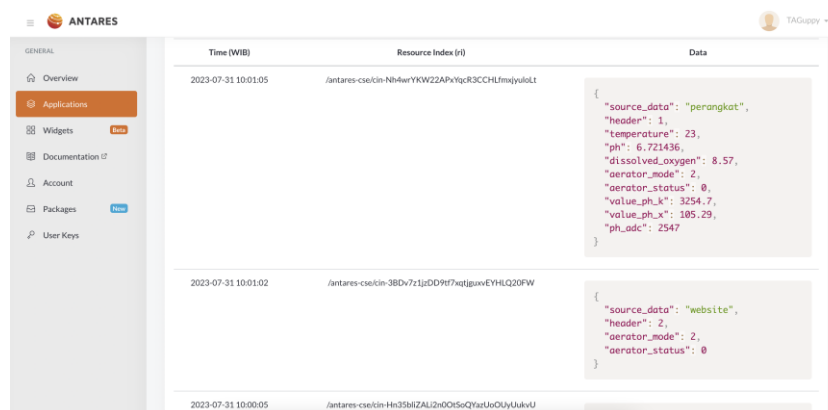 ANTARES
TAGuppy
GENERAL
Overview
Applications
Widgets Beta
Documentation
Account
Packages New
User Keys
Time (WIB) Resource Index (ri) Data
2023-07-31 10:01:05 /antares-cse/cin-Nh4wrYKW22APxYqcR3CCHLfmxjyuloLt
{
"source_data": "perangkat",
"header": 1,
"temperature": 23,
"ph": 6.721436,
"dissolved_oxygen": 8.57,
"aerator_mode": 2,
"aerator_status": 0,
"value_ph_k": 3254.7,
"value_ph_x": 105.29,
"ph_adc": 2547
}
2023-07-31 10:01:02 /antares-cse/cin-3BDv7z1jzDD9tf7xqtjguxvEYHLQ20FW
{
"source_data": "website",
"header": 2,
"aerator_mode": 2,
"aerator_status": 0
}
2023-07-31 10:00:05 /antares-cse/cin-Hn35bliZALi2n0OtSoQYazUoOUyUukvU